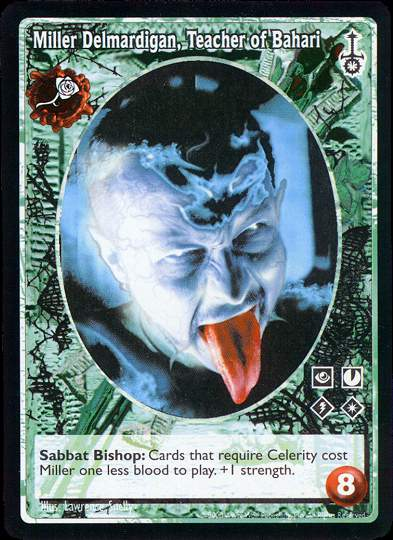 Miller Delmardigan, Teacher of Bahari
Sabbat Bishop: Cards that require Celerity cost
Miller one less blood to play. +1 strength.
8
Illus: Lawrence Snelly
Reserved.